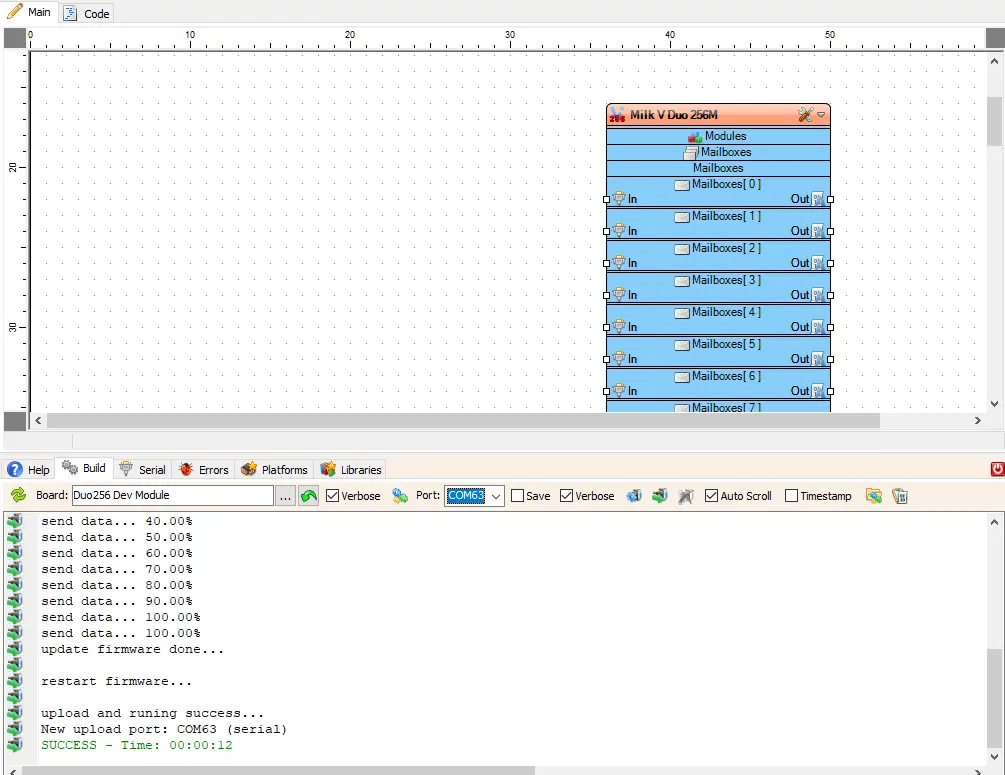 Main Code
0 10 20 30 40 50
Milk V Duo 256M
Modules
Mailboxes
Mailboxes
20
Mailboxes[ 0 ]
In Out
Mailboxes[ 1 ]
In Out
Mailboxes[ 2 ]
In Out
Mailboxes[ 3 ]
In Out
30
Mailboxes[ 4 ]
In Out
Mailboxes[ 5 ]
In Out
Mailboxes[ 6 ]
In Out
Mailboxes[ 7 ]
Help Build Serial Errors Platforms Libraries
Board: Duo256 Dev Module ... Verbose Port: COM63 Save Verbose Auto Scroll Timestamp
send data... 40.00%
send data... 50.00%
send data... 60.00%
send data... 70.00%
send data... 80.00%
send data... 90.00%
send data... 100.00%
send data... 100.00%
update firmware done...
restart firmware...
upload and runing success...
New upload port: COM63 (serial)
SUCCESS - Time: 00:00:12